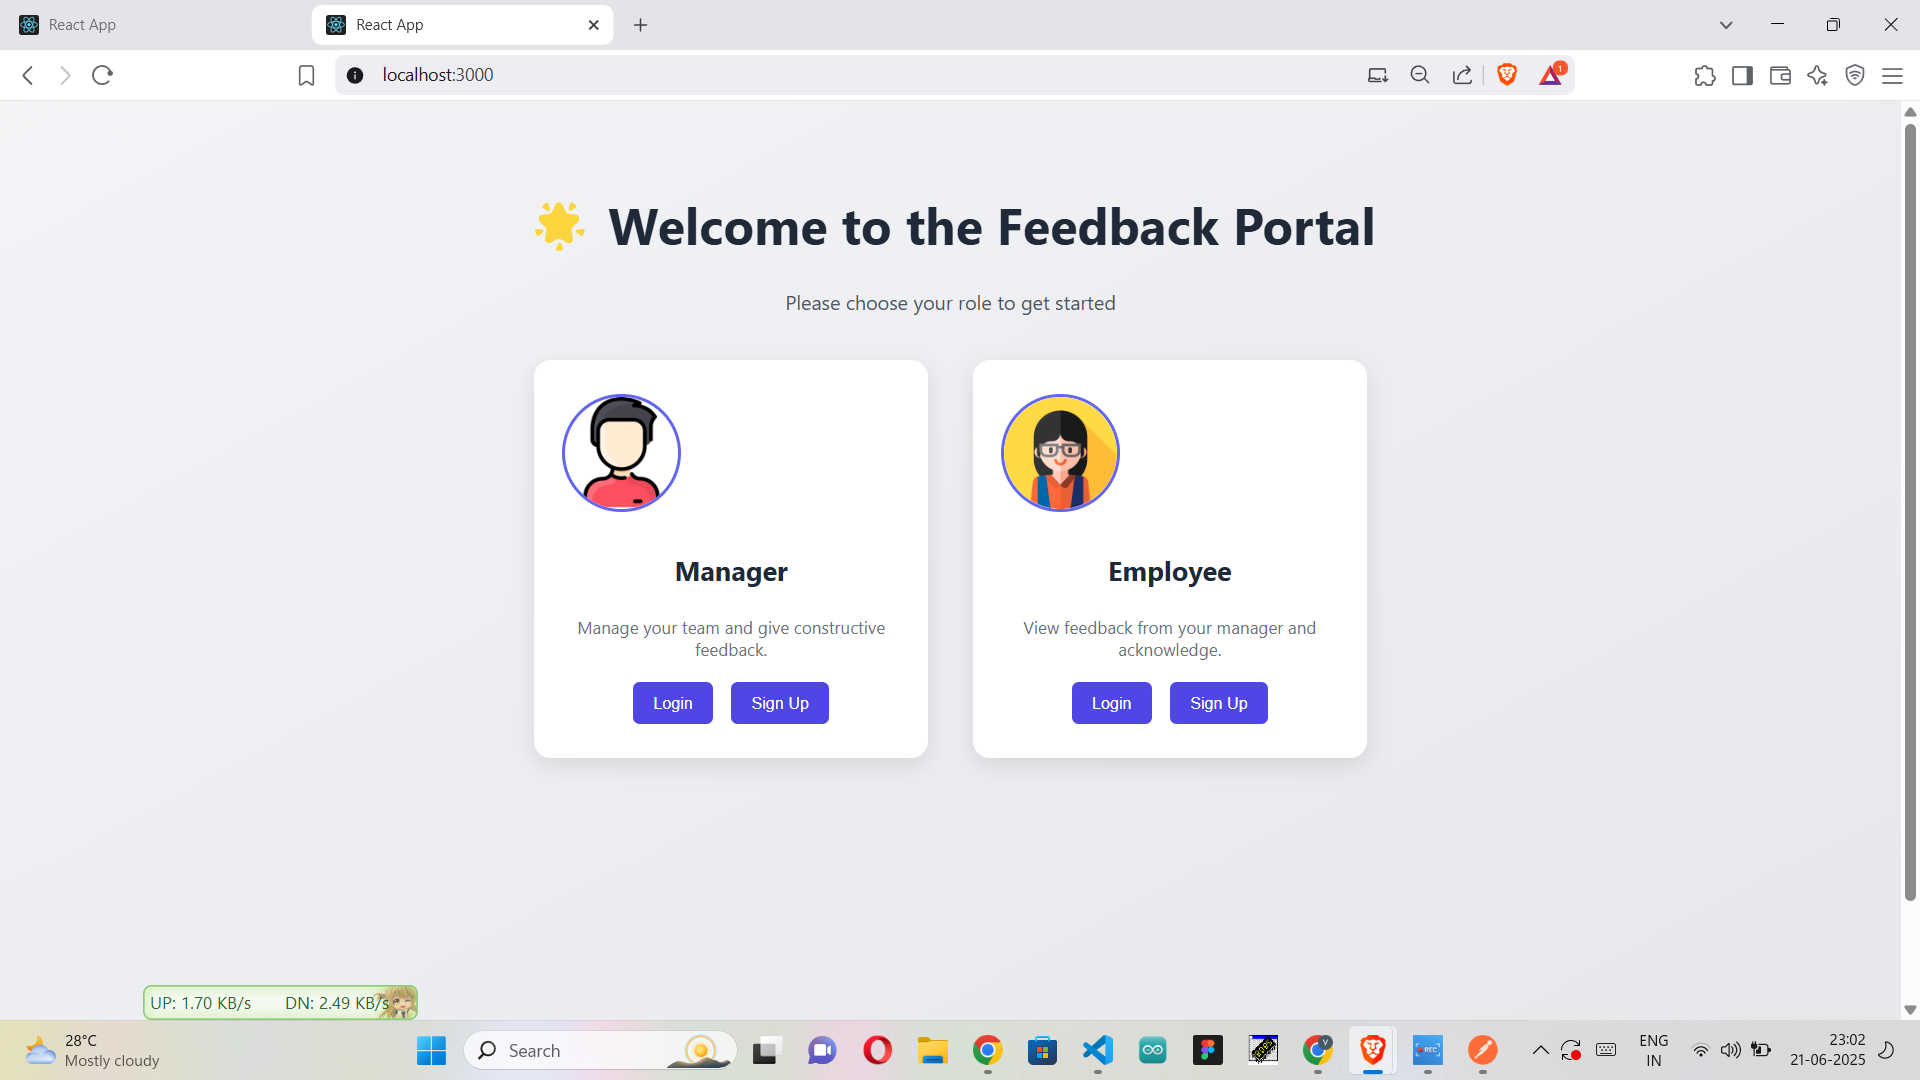 React App
React App
localhost:3000
1
Welcome to the Feedback Portal
Please choose your role to get started
Manager
Manage your team and give constructive
feedback.
Login
Sign Up
Employee
View feedback from your manager and
acknowledge.
Login
Sign Up
UP: 1.70 KB/s DN: 2.49 KB/s
28°C
Mostly cloudy
Search
V
REC
ENG
IN
23:02
21-06-2025